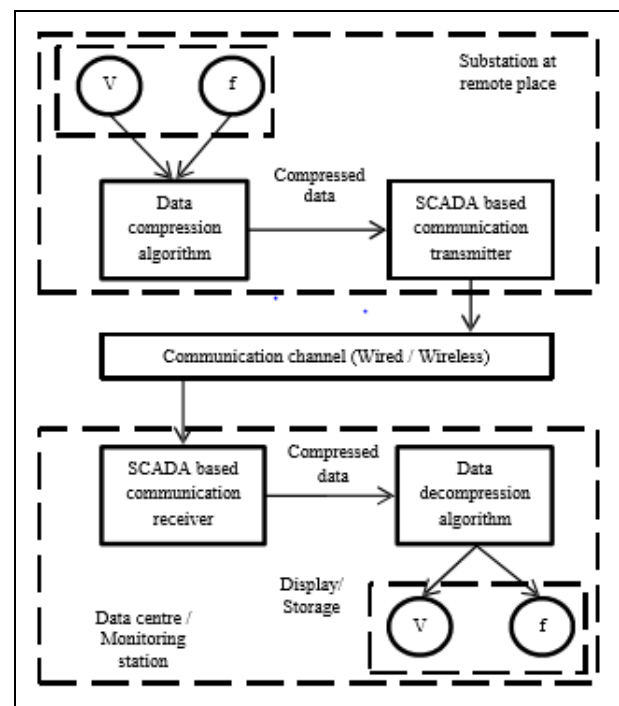 V
f
Substation at
remote place
Data
compression
algorithm
Compressed
data
SCADA based
communication
transmitter
Communication channel (Wired / Wireless)
SCADA based
communication
receiver
Compressed
data
Data
decompression
algorithm
Display/
Storage
V
f
Data centre /
Monitoring
station